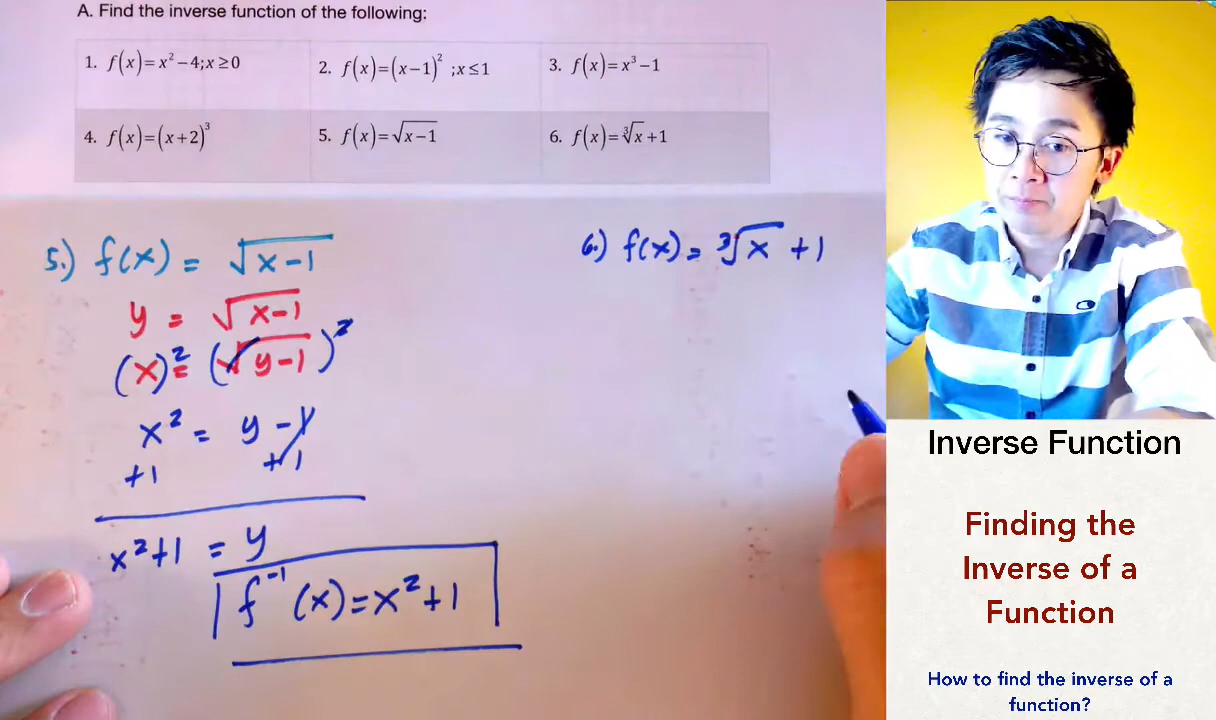 A. Find the inverse function of the following:
1. f(x)=x²−4;x≥0
2. f(x)=(x−1)² ;x≤1
3. f(x)=x³−1
4. f(x)=(x+2)³
5. f(x)=√(x−1)
6. f(x)=∛x+1
5.) f(x) = √(x−1)
y = √(x−1)
(x)² = (√(y−1))²
x² = y −1
+1 +1
x²+1 = y
f⁻¹(x)=x²+1
6.) f(x)= ∛x +1
Inverse Function
Finding the
Inverse of a
Function
How to find the inverse of a
function?